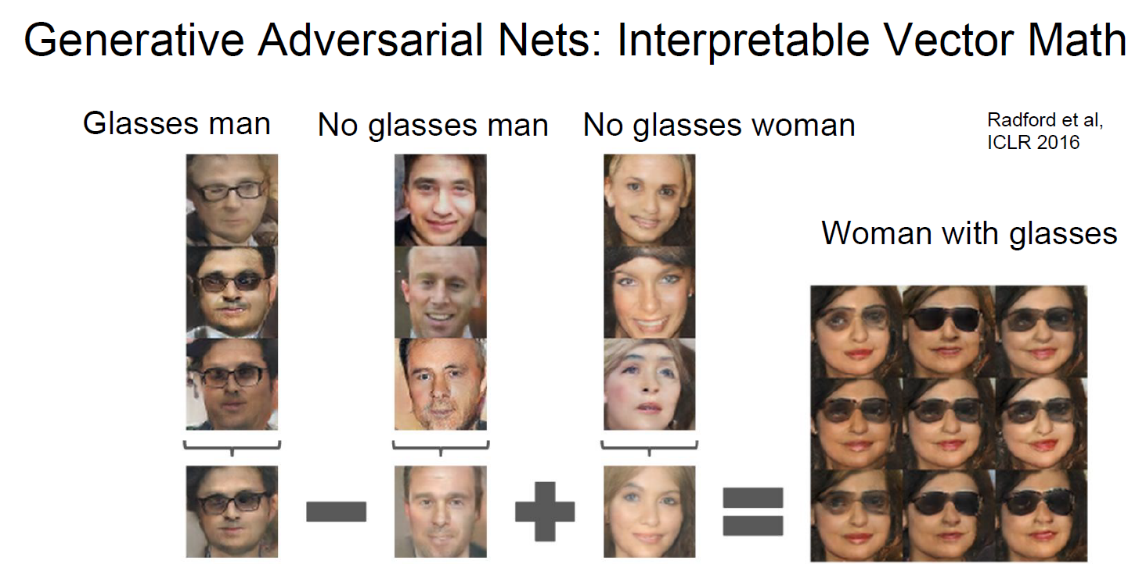 Generative Adversarial Nets: Interpretable Vector Math
Glasses man
No glasses man
No glasses woman
Radford et al,
ICLR 2016
Woman with glasses